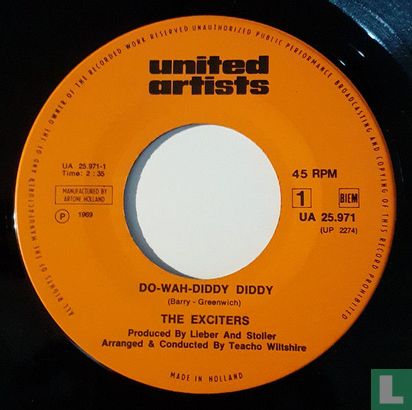 ALL RIGHTS OF THE MANUFACTURER AND OF THE OWNER OF THE RECORDED WORK RESERVED UNAUTHORIZED PUBLIC PERFORMANCE BROADCASTING AND COPYING OF THIS RECORD PROHIBITED
united
artists
UA 25.971-1
Time: 2:35
MANUFACTURED BY
ARTONE HOLLAND
P 1969
45 RPM
1 BIEM
UA 25.971
(UP 2274)
DO-WAH-DIDDY DIDDY
(Barry - Greenwich)
THE EXCITERS
Produced By Lieber And Stoller
Arranged & Conducted By Teacho Wiltshire
MADE IN HOLLAND